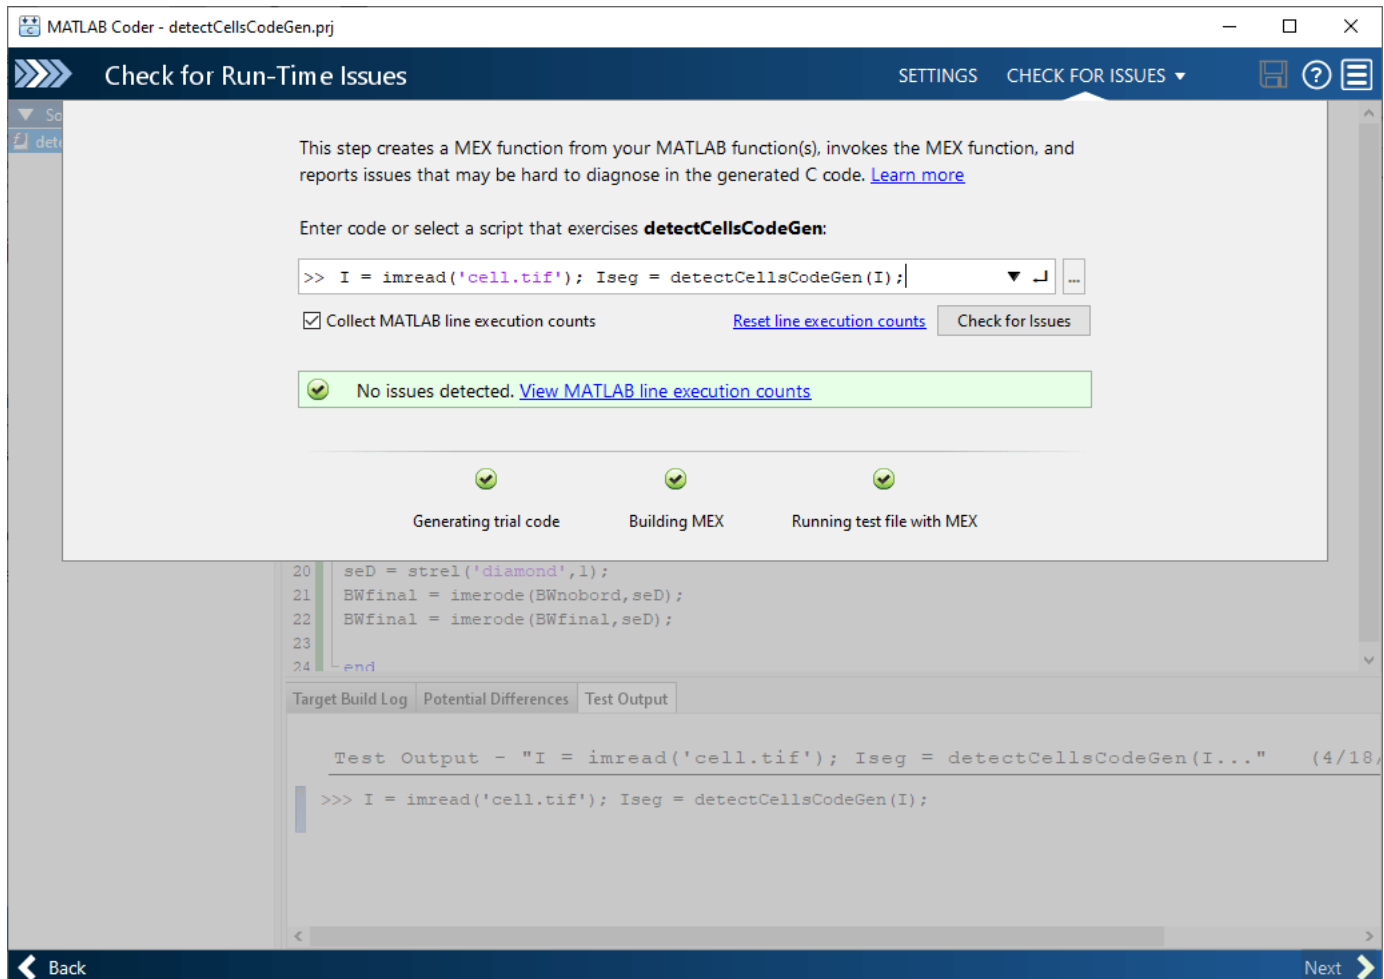 MATLAB Coder - detectCellsCodeGen.prj
Check for Run-Time Issues
SETTINGS
CHECK FOR ISSUES
This step creates a MEX function from your MATLAB function(s), invokes the MEX function, and
reports issues that may be hard to diagnose in the generated C code. Learn more
Enter code or select a script that exercises detectCellsCodeGen:
>> I = imread('cell.tif'); Iseg = detectCellsCodeGen(I);
...
Collect MATLAB line execution counts
Reset line execution counts
Check for Issues
No issues detected. View MATLAB line execution counts
Generating trial code
Building MEX
Running test file with MEX
20 seD = strel('diamond',1);
21 BWfinal = imerode(BWnobord,seD);
22 BWfinal = imerode(BWfinal,seD);
23
24 end
Target Build Log
Potential Differences
Test Output
Test Output - "I = imread('cell.tif'); Iseg = detectCellsCodeGen(I..." (4/18/
>>> I = imread('cell.tif'); Iseg = detectCellsCodeGen(I);
Back
Next